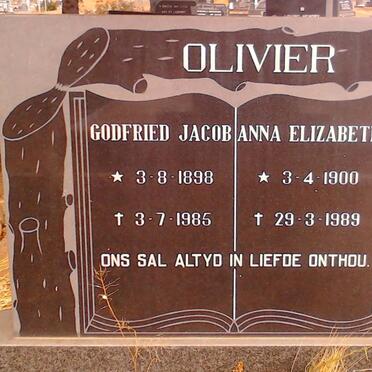 OLIVIER
GODFRIED JACOB ANNA ELIZABETH
★ 3-8-1898 ★ 3-4-1900
† 3-7-1985 † 29-3-1989
ONS SAL ALTYD IN LIEFDE ONTHOU.